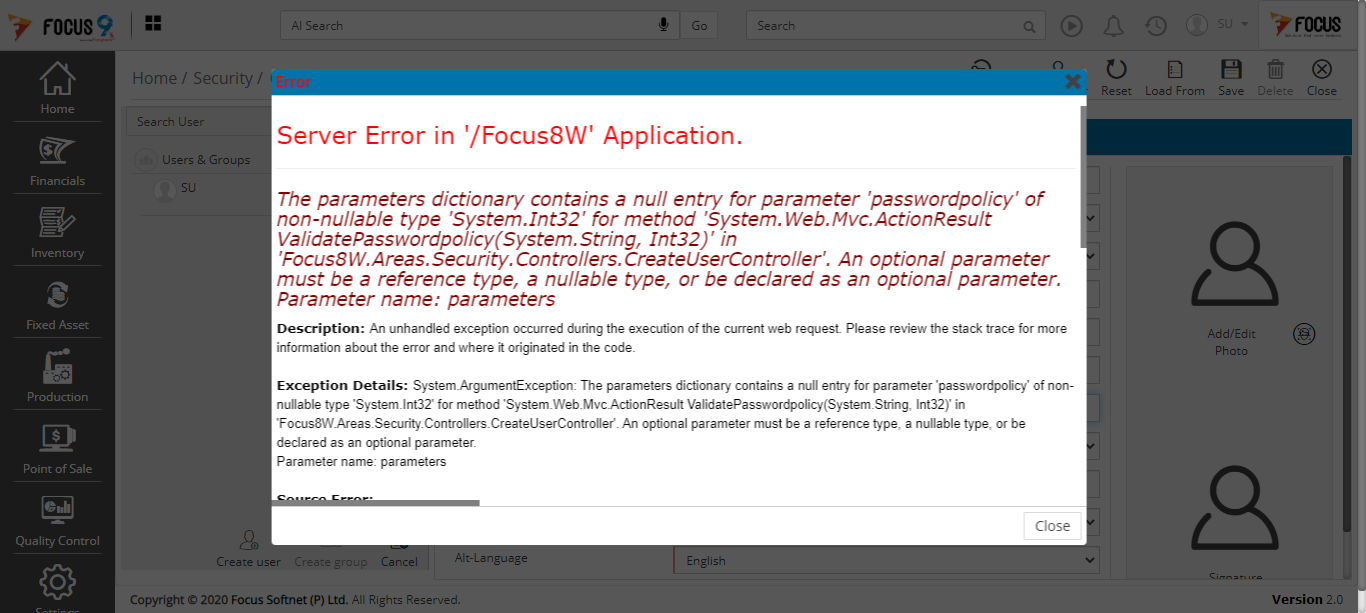 FOCUS 9
AI Search
Go
Search
SU
FOCUS
Home / Security /
Reset
Load From
Save
Delete
Close
Error
Search User
Users & Groups
SU
Home
Financials
Inventory
Fixed Asset
Production
Point of Sale
Quality Control
Settings
Server Error in '/Focus8W' Application.
The parameters dictionary contains a null entry for parameter 'passwordpolicy' of
non-nullable type 'System.Int32' for method 'System.Web.Mvc.ActionResult
ValidatePasswordpolicy(System.String, Int32)' in
'Focus8W.Areas.Security.Controllers.CreateUserController'. An optional parameter
must be a reference type, a nullable type, or be declared as an optional parameter.
Parameter name: parameters
Description: An unhandled exception occurred during the execution of the current web request. Please review the stack trace for more
information about the error and where it originated in the code.
Exception Details: System.ArgumentException: The parameters dictionary contains a null entry for parameter 'passwordpolicy' of non-
nullable type 'System.Int32' for method 'System.Web.Mvc.ActionResult ValidatePasswordpolicy(System.String, Int32)' in
'Focus8W.Areas.Security.Controllers.CreateUserController'. An optional parameter must be a reference type, a nullable type, or be
declared as an optional parameter.
Parameter name: parameters
Source Error:
Close
Add/Edit
Photo
Signature
Create user
Create group
Cancel
Alt-Language
English
Copyright © 2020 Focus Softnet (P) Ltd. All Rights Reserved.
Version 2.0